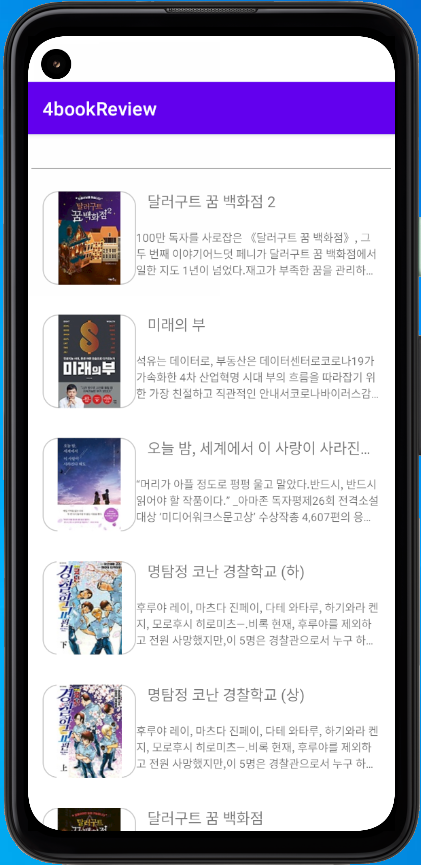 4bookReview
달러구트 꿈 백화점 2
달러구트
꿈 백화점2
100만 독자를 사로잡은 《달러구트 꿈 백화점》, 그
두 번째 이야기어느덧 페니가 달러구트 꿈 백화점에서
일한 지도 1년이 넘었다.재고가 부족한 꿈을 관리하...
미래의 부
미래의 부
석유는 데이터로, 부동산은 데이터센터로코로나19가
가속화한 4차 산업혁명 시대 부의 흐름을 따라잡기 위
한 가장 친절하고 직관적인 안내서코로나바이러스감...
오늘 밤, 세계에서 이 사랑이 사라진...
“머리가 아플 정도로 펑펑 울고 말았다.반드시, 반드시
읽어야 할 작품이다.” _아마존 독자평제26회 전격소설
대상 ‘미디어워크스문고상’ 수상작총 4,607편의 응...
명탐정 코난 경찰학교 (하)
下
후루야 레이, 마츠다 진페이, 다테 와타루, 하기와라 켄
지, 모로후시 히로미츠―.비록 현재, 후루야를 제외하
고 전원 사망했지만,이 5명은 경찰관으로서 누구 하...
명탐정 코난 경찰학교 (상)
上
후루야 레이, 마츠다 진페이, 다테 와타루, 하기와라 켄
지, 모로후시 히로미츠―.비록 현재, 후루야를 제외하
고 전원 사망했지만,이 5명은 경찰관으로서 누구 하...
달러구트 꿈 백화점
달러구트